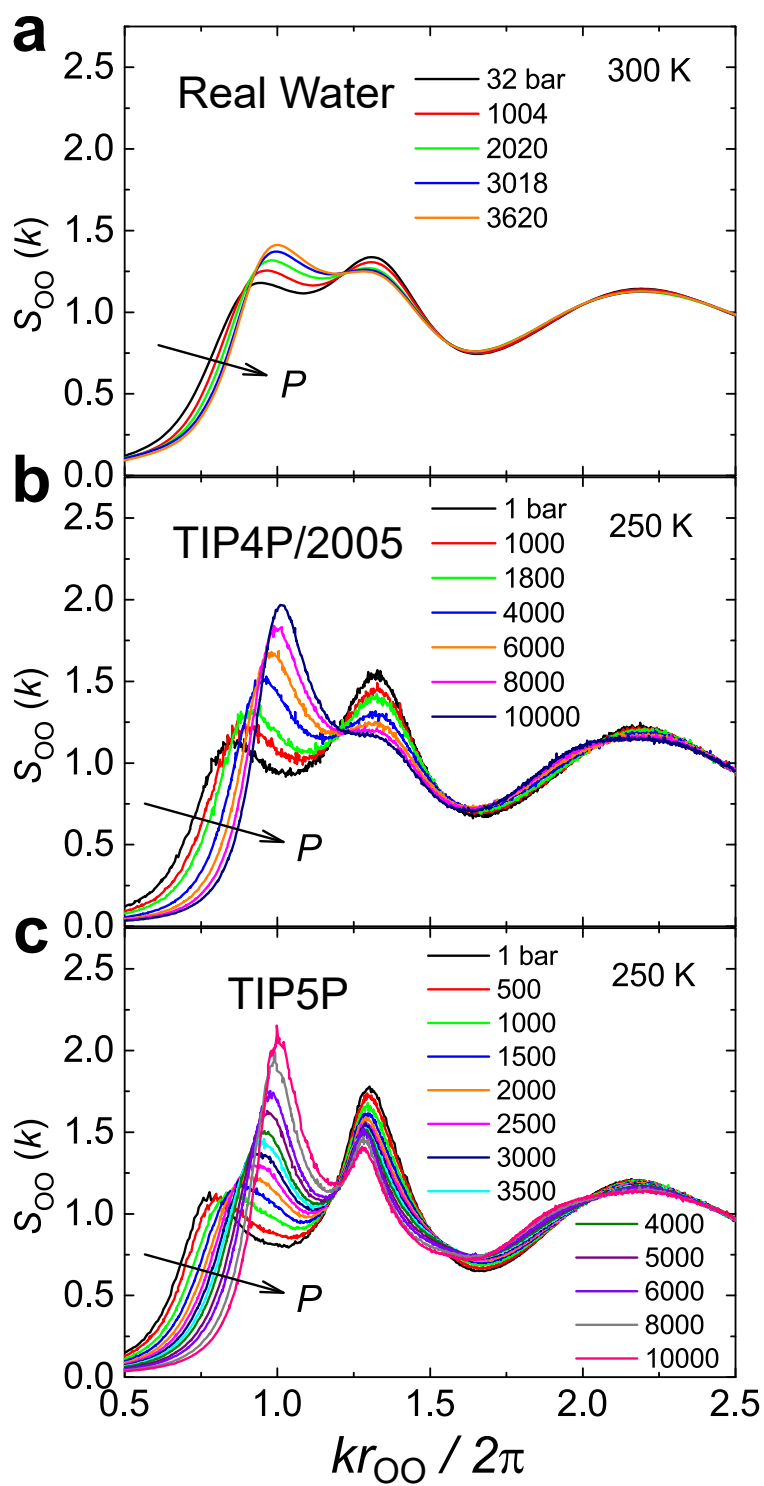 a
Real Water
300 K
32 bar
1004
2020
3018
3620
P
S_OO (k)
2.5
2.0
1.5
1.0
0.5
0.0
b
TIP4P/2005
250 K
1 bar
1000
1800
4000
6000
8000
10000
P
S_OO (k)
2.5
2.0
1.5
1.0
0.5
0.0
c
TIP5P
250 K
1 bar
500
1000
1500
2000
2500
3000
3500
4000
5000
6000
8000
10000
P
S_OO (k)
2.5
2.0
1.5
1.0
0.5
0.0
0.5 1.0 1.5 2.0 2.5
kr_OO / 2π